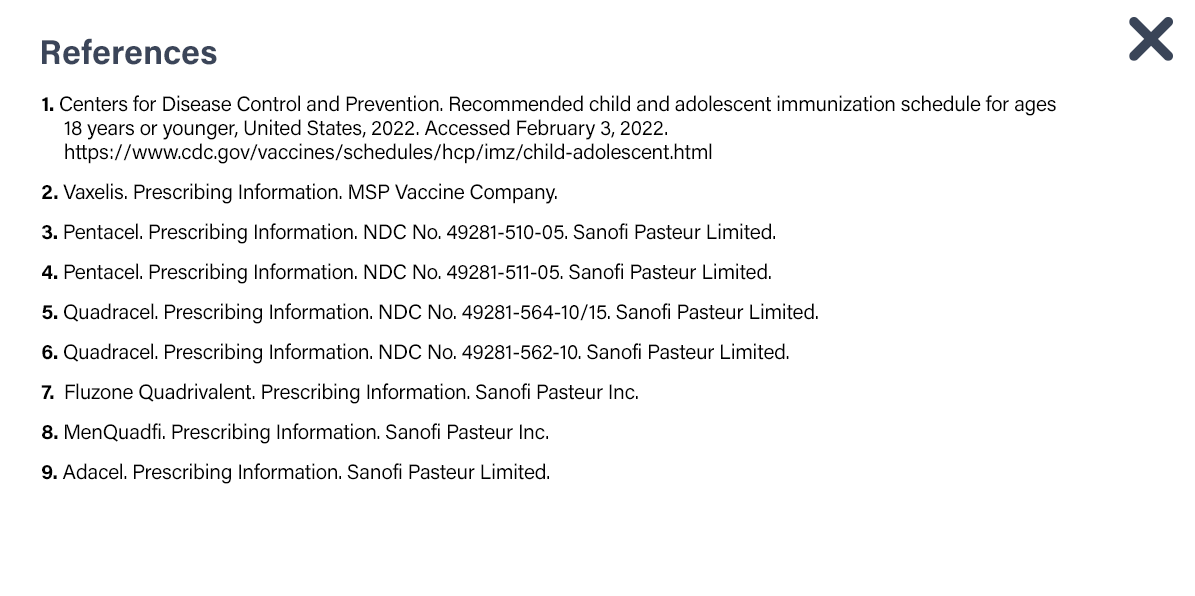 References
1. Centers for Disease Control and Prevention. Recommended child and adolescent immunization schedule for ages
18 years or younger, United States, 2022. Accessed February 3, 2022.
https://www.cdc.gov/vaccines/schedules/hcp/imz/child-adolescent.html
2. Vaxelis. Prescribing Information. MSP Vaccine Company.
3. Pentacel. Prescribing Information. NDC No. 49281-510-05. Sanofi Pasteur Limited.
4. Pentacel. Prescribing Information. NDC No. 49281-511-05. Sanofi Pasteur Limited.
5. Quadracel. Prescribing Information. NDC No. 49281-564-10/15. Sanofi Pasteur Limited.
6. Quadracel. Prescribing Information. NDC No. 49281-562-10. Sanofi Pasteur Limited.
7. Fluzone Quadrivalent. Prescribing Information. Sanofi Pasteur Inc.
8. MenQuadfi. Prescribing Information. Sanofi Pasteur Inc.
9. Adacel. Prescribing Information. Sanofi Pasteur Limited.